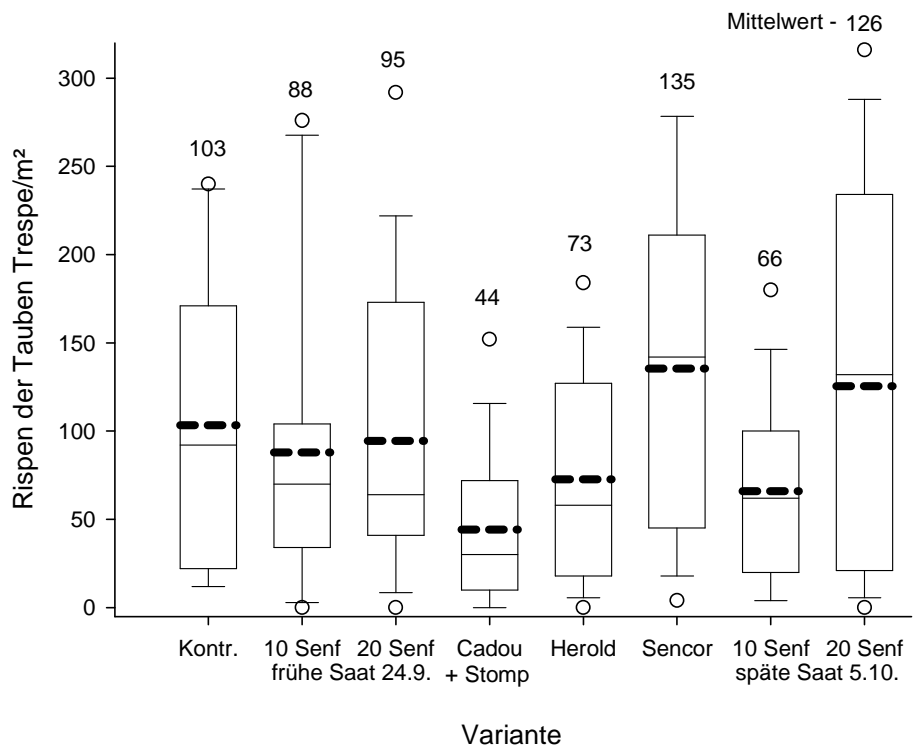 Mittelwert - 126
95
88
135
103
73
66
44
Rispen der Tauben Trespe/m²
300
250
200
150
100
50
0
Kontr. 10 Senf 20 Senf Cadou Herold Sencor 10 Senf 20 Senf
frühe Saat 24.9. + Stomp späte Saat 5.10.
Variante